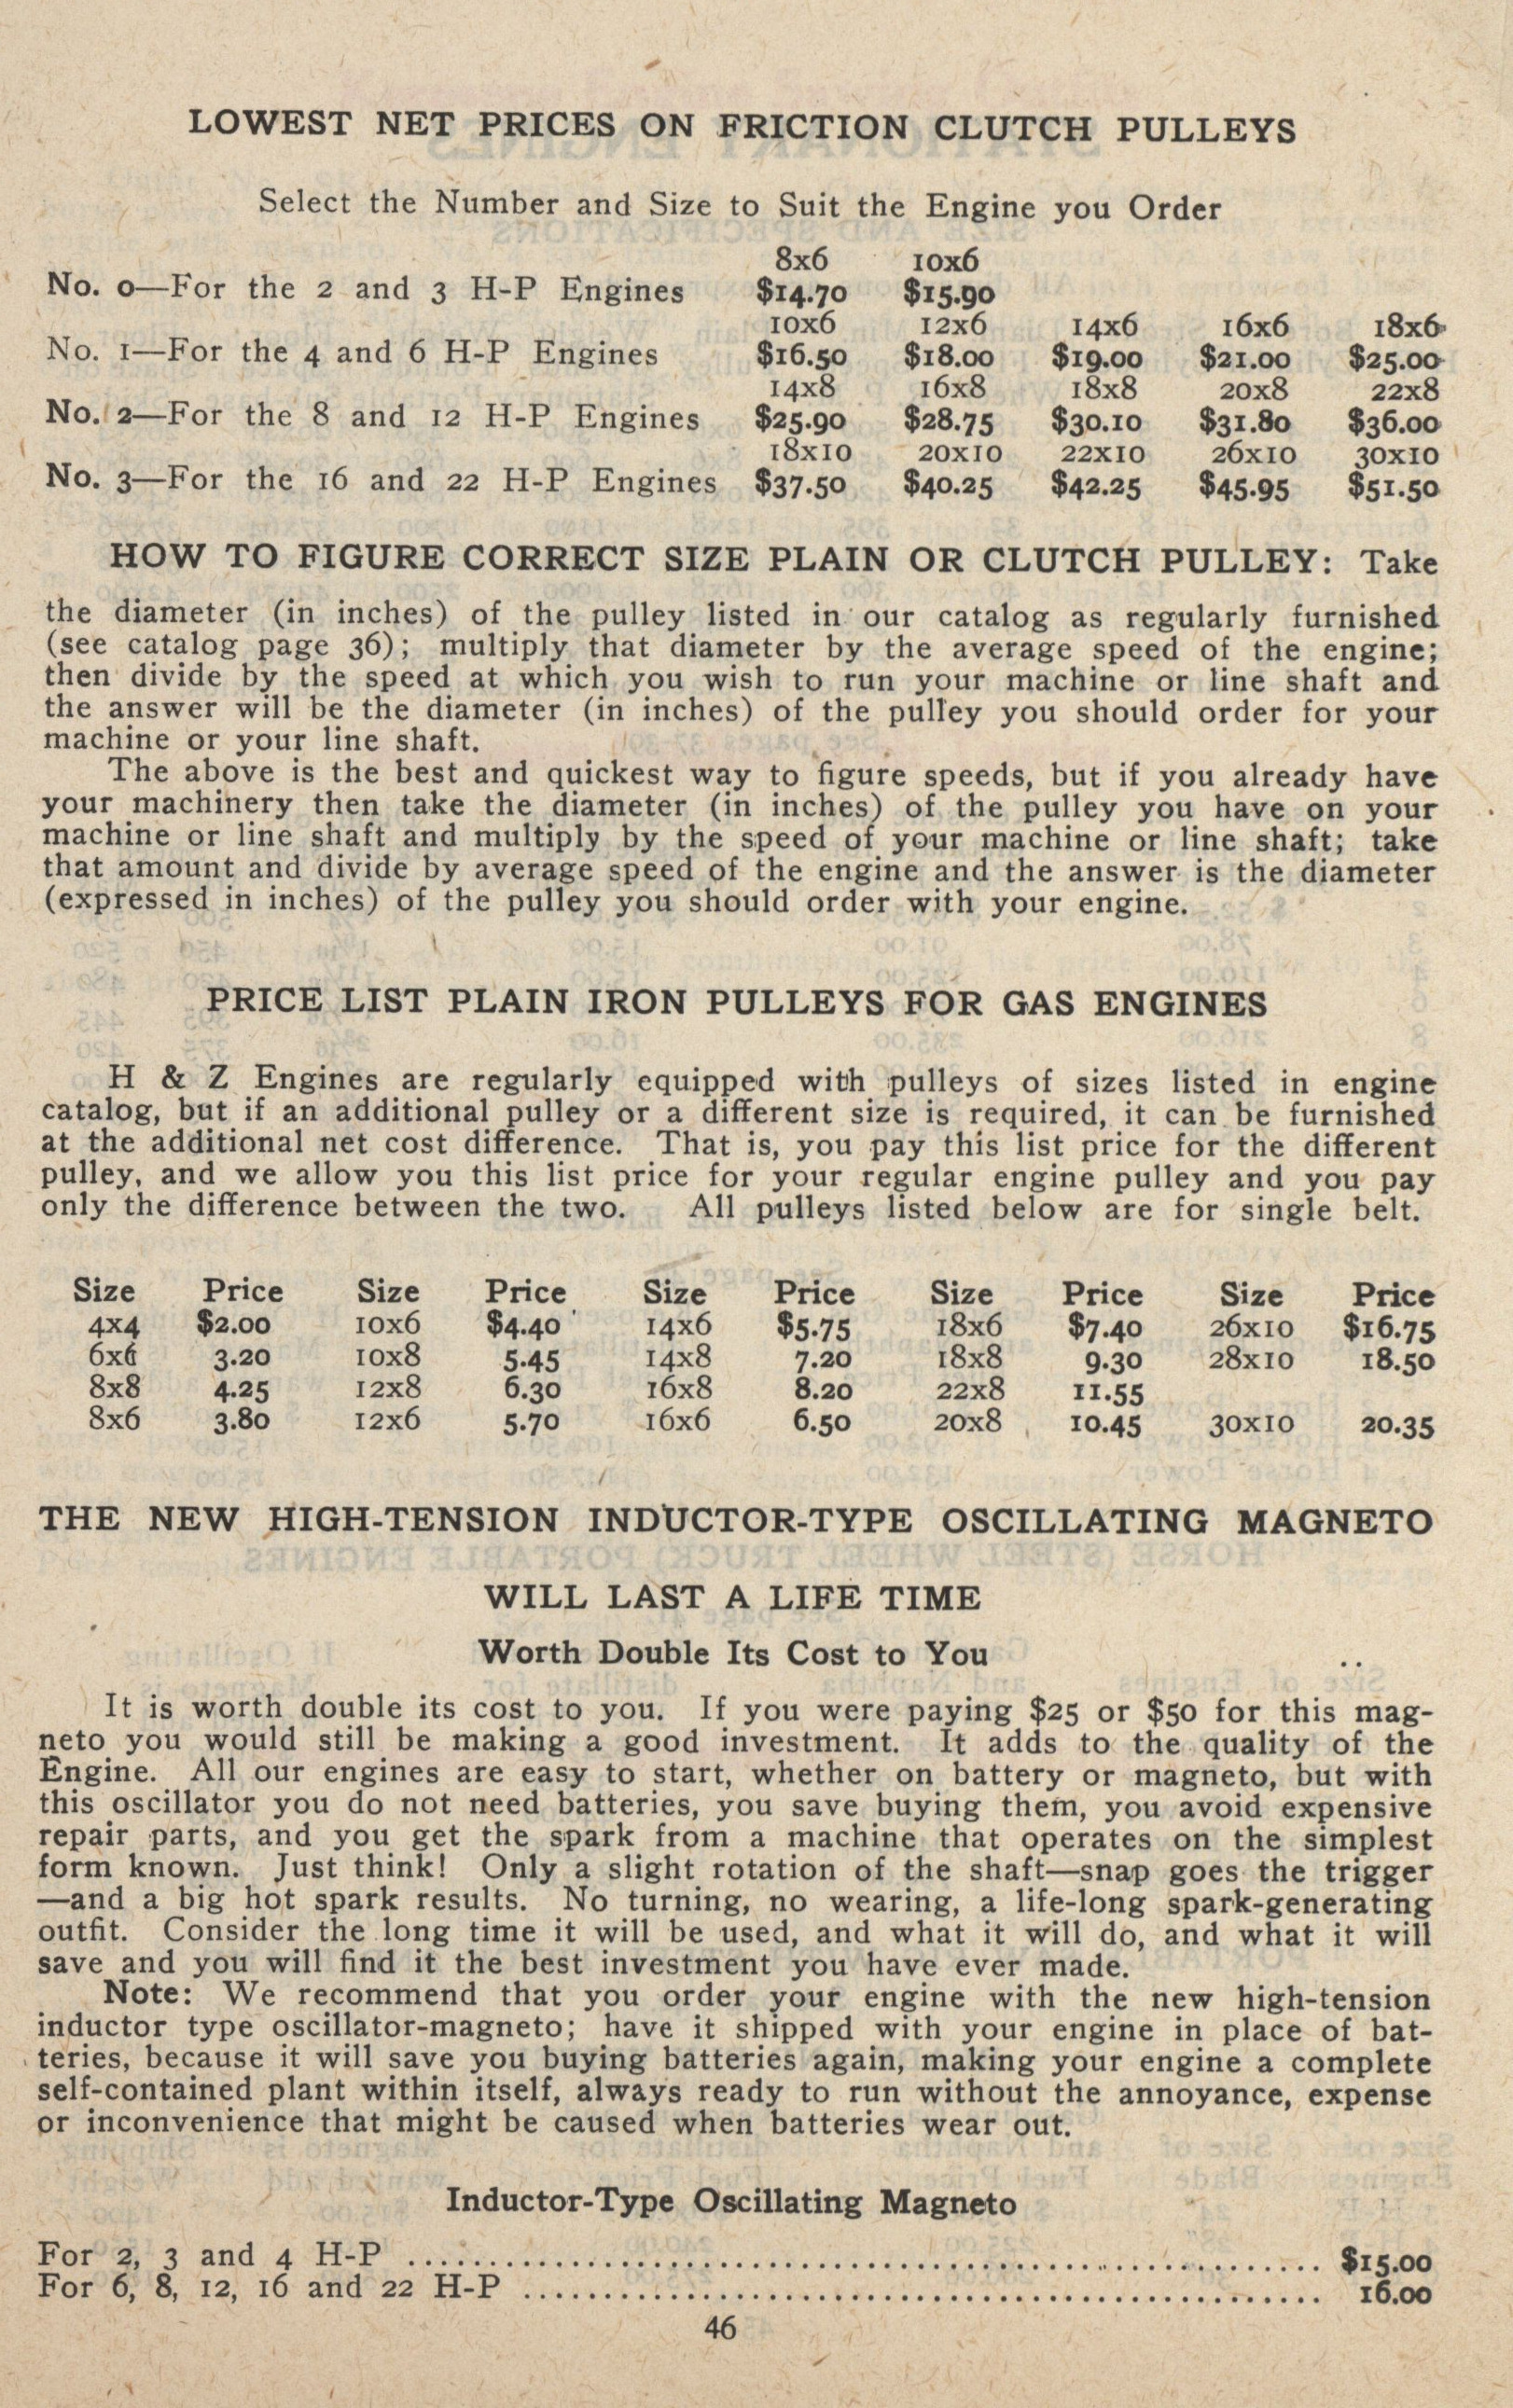 LOWEST NET PRICES ON FRICTION CLUTCH PULLEYS
Select the Number and Size to Suit the Engine you Order
8x6 10x6
No. 0—For the 2 and 3 H-P Engines $14.70 $15.90
10x6 12x6 14x6 16x6 18x6
No. 1—For the 4 and 6 H-P Engines $16.50 $18.00 $19.00 $21.00 $25.00
14x8 16x8 18x8 20x8 22x8
No. 2—For the 8 and 12 H-P Engines $25.90 $28.75 $30.10 $31.80 $36.00
18x10 20x10 22x10 26x10 30x10
No. 3—For the 16 and 22 H-P Engines $37.50 $40.25 $42.25 $45.95 $51.50
HOW TO FIGURE CORRECT SIZE PLAIN OR CLUTCH PULLEY: Take
the diameter (in inches) of the pulley listed in our catalog as regularly furnished
(see catalog page 36); multiply that diameter by the average speed of the engine;
then divide by the speed at which you wish to run your machine or line shaft and
the answer will be the diameter (in inches) of the pulley you should order for your
machine or your line shaft.
The above is the best and quickest way to figure speeds, but if you already have
your machinery then take the diameter (in inches) of the pulley you have on your
machine or line shaft and multiply by the speed of your machine or line shaft; take
that amount and divide by average speed of the engine and the answer is the diameter
(expressed in inches) of the pulley you should order with your engine.
PRICE LIST PLAIN IRON PULLEYS FOR GAS ENGINES
H & Z Engines are regularly equipped with pulleys of sizes listed in engine
catalog, but if an additional pulley or a different size is required, it can be furnished
at the additional net cost difference. That is, you pay this list price for the different
pulley, and we allow you this list price for your regular engine pulley and you pay
only the difference between the two. All pulleys listed below are for single belt.
Size Price Size Price Size Price Size Price Size Price
4x4 $2.00 10x6 $4.40 14x6 $5.75 18x6 $7.40 26x10 $16.75
6x6 3.20 10x8 5.45 14x8 7.20 18x8 9.30 28x10 18.50
8x8 4.25 12x8 6.30 16x8 8.20 22x8 11.55
8x6 3.80 12x6 5.70 16x6 6.50 20x8 10.45 30x10 20.35
THE NEW HIGH-TENSION INDUCTOR-TYPE OSCILLATING MAGNETO
WILL LAST A LIFE TIME
Worth Double Its Cost to You
It is worth double its cost to you. If you were paying $25 or $50 for this mag-
neto you would still be making a good investment. It adds to the quality of the
Engine. All our engines are easy to start, whether on battery or magneto, but with
this oscillator you do not need batteries, you save buying them, you avoid expensive
repair parts, and you get the spark from a machine that operates on the simplest
form known. Just think! Only a slight rotation of the shaft—snap goes the trigger
—and a big hot spark results. No turning, no wearing, a life-long spark-generating
outfit. Consider the long time it will be used, and what it will do, and what it will
save and you will find it the best investment you have ever made.
Note: We recommend that you order your engine with the new high-tension
inductor type oscillator-magneto; have it shipped with your engine in place of bat-
teries, because it will save you buying batteries again, making your engine a complete
self-contained plant within itself, always ready to run without the annoyance, expense
or inconvenience that might be caused when batteries wear out.
Inductor-Type Oscillating Magneto
For 2, 3 and 4 H-P ........................................................ $15.00
For 6, 8, 12, 16 and 22 H-P ................................................ 16.00
46